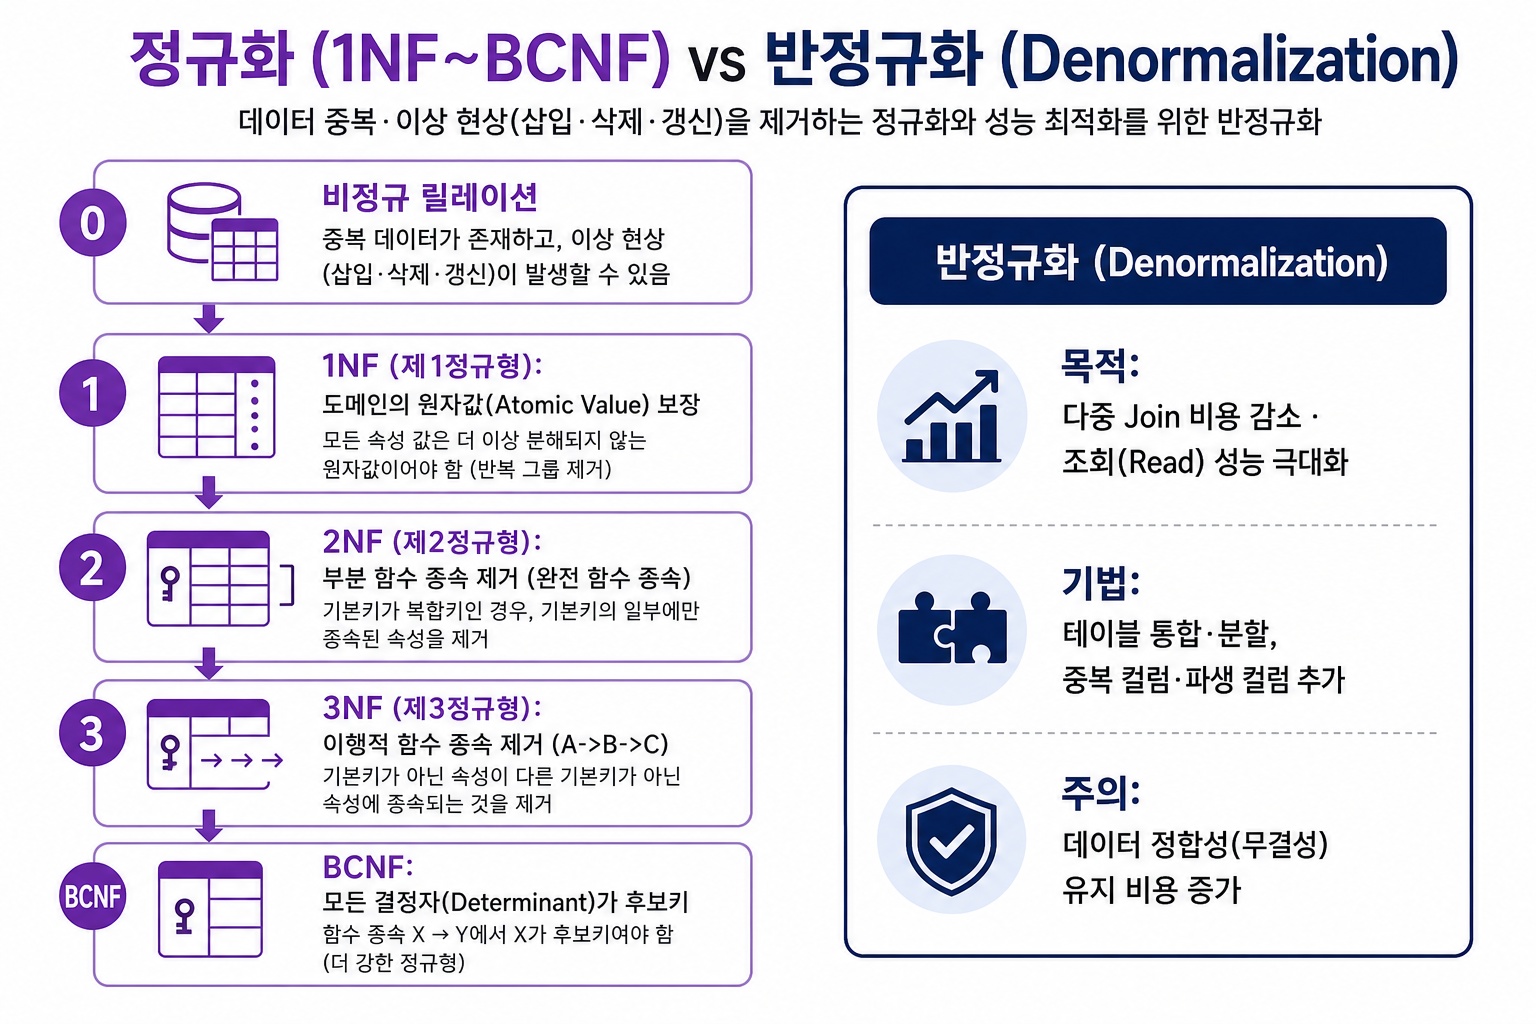 정규화 (1NF~BCNF) vs 반정규화 (Denormalization)
데이터 중복·이상 현상(삽입·삭제·갱신)을 제거하는 정규화와 성능 최적화를 위한 반정규화
0
비정규 릴레이션
중복 데이터가 존재하고, 이상 현상
(삽입·삭제·갱신)이 발생할 수 있음
1
1NF (제1정규형):
도메인의 원자값(Atomic Value) 보장
모든 속성 값은 더 이상 분해되지 않는
원자값이어야 함 (반복 그룹 제거)
2
2NF (제2정규형):
부분 함수 종속 제거 (완전 함수 종속)
기본키가 복합키인 경우, 기본키의 일부에만
종속된 속성을 제거
3
3NF (제3정규형):
이행적 함수 종속 제거 (A->B->C)
기본키가 아닌 속성이 다른 기본키가 아닌
속성에 종속되는 것을 제거
BCNF
BCNF:
모든 결정자(Determinant)가 후보키
함수 종속 X → Y에서 X가 후보키여야 함
(더 강한 정규형)
반정규화 (Denormalization)
목적:
다중 Join 비용 감소 ·
조회(Read) 성능 극대화
기법:
테이블 통합·분할,
중복 컬럼·파생 컬럼 추가
주의:
데이터 정합성(무결성)
유지 비용 증가